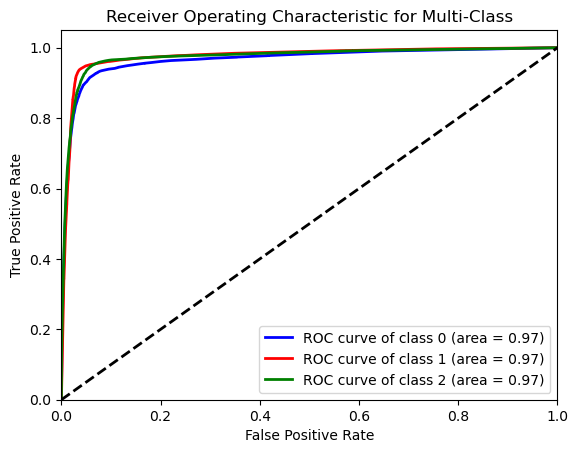 Receiver Operating Characteristic for Multi-Class
1.0
0.8
0.6
0.4
0.2
0.0
True Positive Rate
ROC curve of class 0 (area = 0.97)
ROC curve of class 1 (area = 0.97)
ROC curve of class 2 (area = 0.97)
0.0 0.2 0.4 0.6 0.8 1.0
False Positive Rate